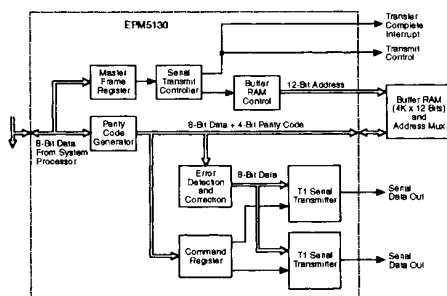 EPM5130
Transfer
Complete
Interrupt
Transmit
Control
Master
Frame
Register
Serial
Transmit
Controller
Buffer
RAM
Control
12-Bit Address
Buffer RAM
(4K x 12 Bits)
and
Address Mux
8-Bit Data
From System
Processor
Parity
Code
Generator
8-Bit Data + 4-Bit Parity Code
Error
Detection
and
Correction
8-Bit Data
T1 Serial
Transmitter
Serial
Data Out
Command
Register
T1 Serial
Transmitter
Serial
Data Out